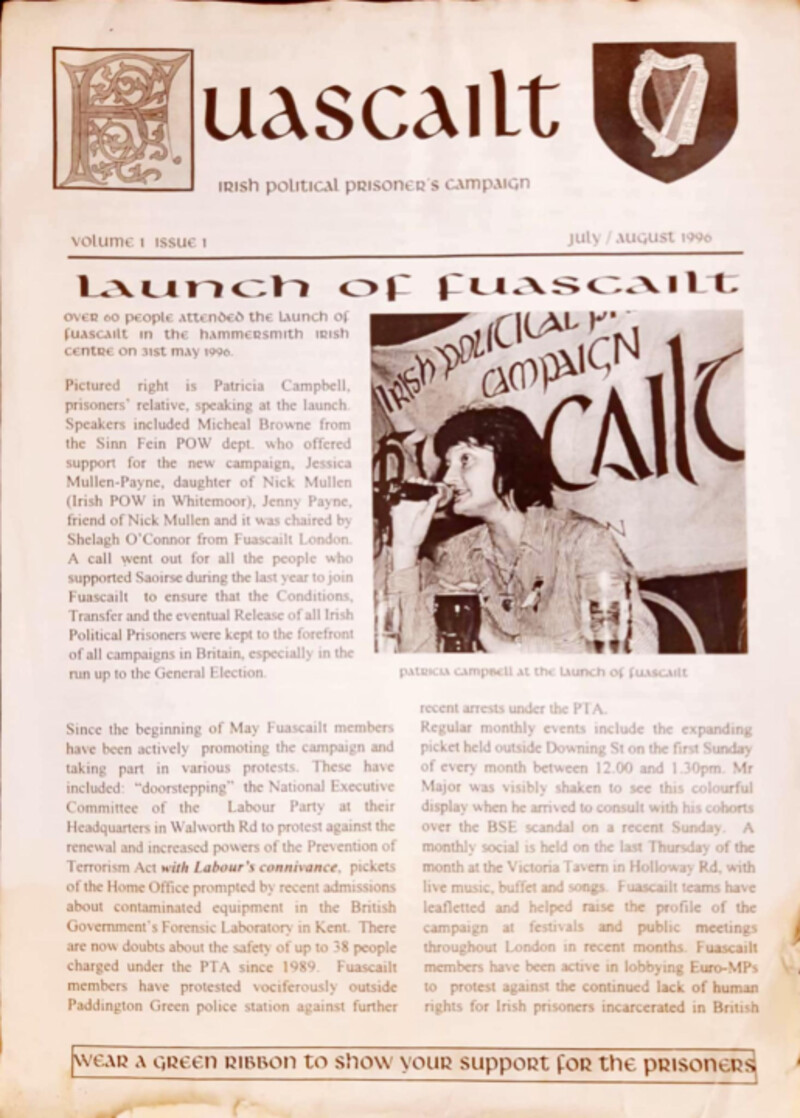 Fuascailt
Irish political prisoner's campaign
volume 1 issue 1
july / august 1996
launch of fuascailt
over 60 people attended the launch of
fuascailt in the hammersmith irish
centre on 31st may 1996.
Pictured right is Patricia Campbell,
prisoners' relative, speaking at the launch.
Speakers included Micheal Browne from
the Sinn Fein POW dept. who offered
support for the new campaign, Jessica
Mullen-Payne, daughter of Nick Mullen
(Irish POW in Whitemoor), Jenny Payne,
friend of Nick Mullen and it was chaired by
Shelagh O'Connor from Fuascailt London.
A call went out for all the people who
supported Saoirse during the last year to join
Fuascailt to ensure that the Conditions,
Transfer and the eventual Release of all Irish
Political Prisoners were kept to the forefront
of all campaigns in Britain, especially in the
run up to the General Election.
Irish political pr
campaign
cailt
patricia campbell at the launch of fuascailt
Since the beginning of May Fuascailt members
have been actively promoting the campaign and
taking part in various protests. These have
included: "doorstepping" the National Executive
Committee of the Labour Party at their
Headquarters in Walworth Rd to protest against the
renewal and increased powers of the Prevention of
Terrorism Act with Labour's connivance, pickets
of the Home Office prompted by recent admissions
about contaminated equipment in the British
Government's Forensic Laboratory in Kent. There
are now doubts about the safety of up to 38 people
charged under the PTA since 1989. Fuascailt
members have protested vociferously outside
Paddington Green police station against further
recent arrests under the PTA.
Regular monthly events include the expanding
picket held outside Downing St on the first Sunday
of every month between 12.00 and 1.30pm. Mr
Major was visibly shaken to see this colourful
display when he arrived to consult with his cohorts
over the BSE scandal on a recent Sunday. A
monthly social is held on the last Thursday of the
month at the Victoria Tavern in Holloway Rd, with
live music, buffet and songs. Fuascailt teams have
leafletted and helped raise the profile of the
campaign at festivals and public meetings
throughout London in recent months. Fuascailt
members have been active in lobbying Euro-MPs
to protest against the continued lack of human
rights for Irish prisoners incarcerated in British
wear a green ribbon to show your support for the prisoners